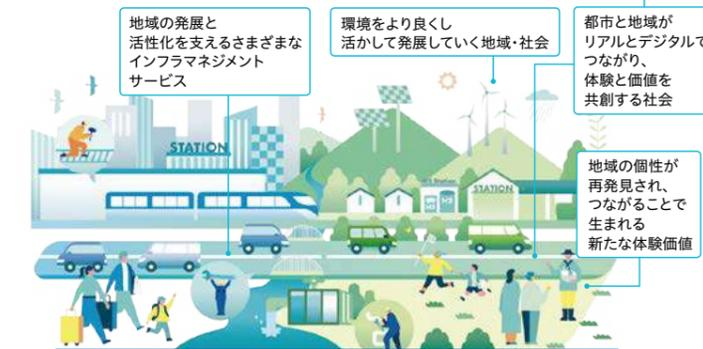 地域の発展と
活性化を支えるさまざまな
インフラマネジメント
サービス
環境をより良くし
活かして発展していく地域・社会
都市と地域が
リアルとデジタルで
つながり、
体験と価値を
共創する社会
STATION
STATION
地域の個性が
再発見され、
つながることで
生まれる
新たな体験価値